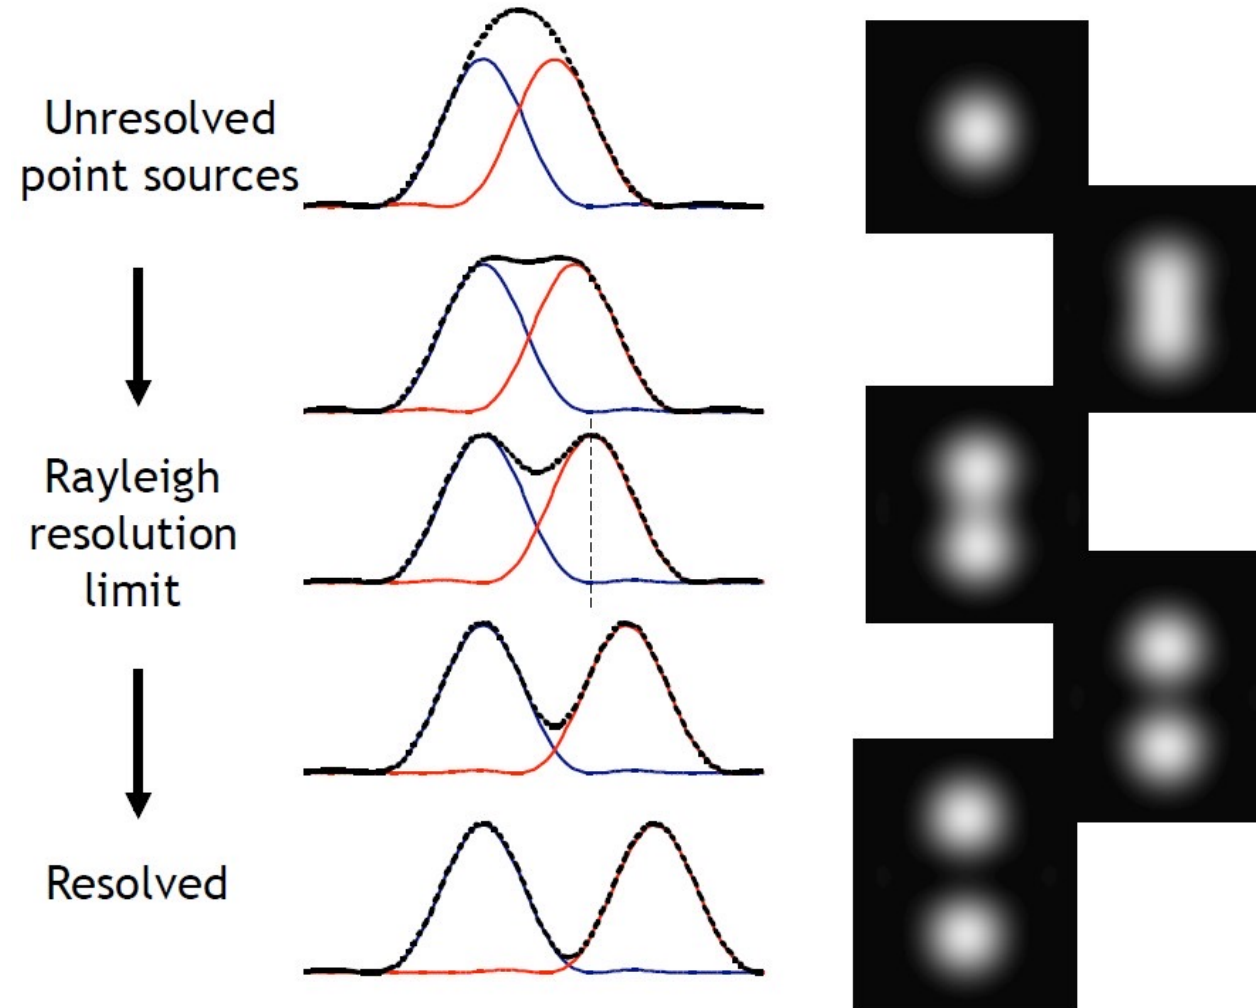 Unresolved
point sources
Rayleigh
resolution
limit
Resolved